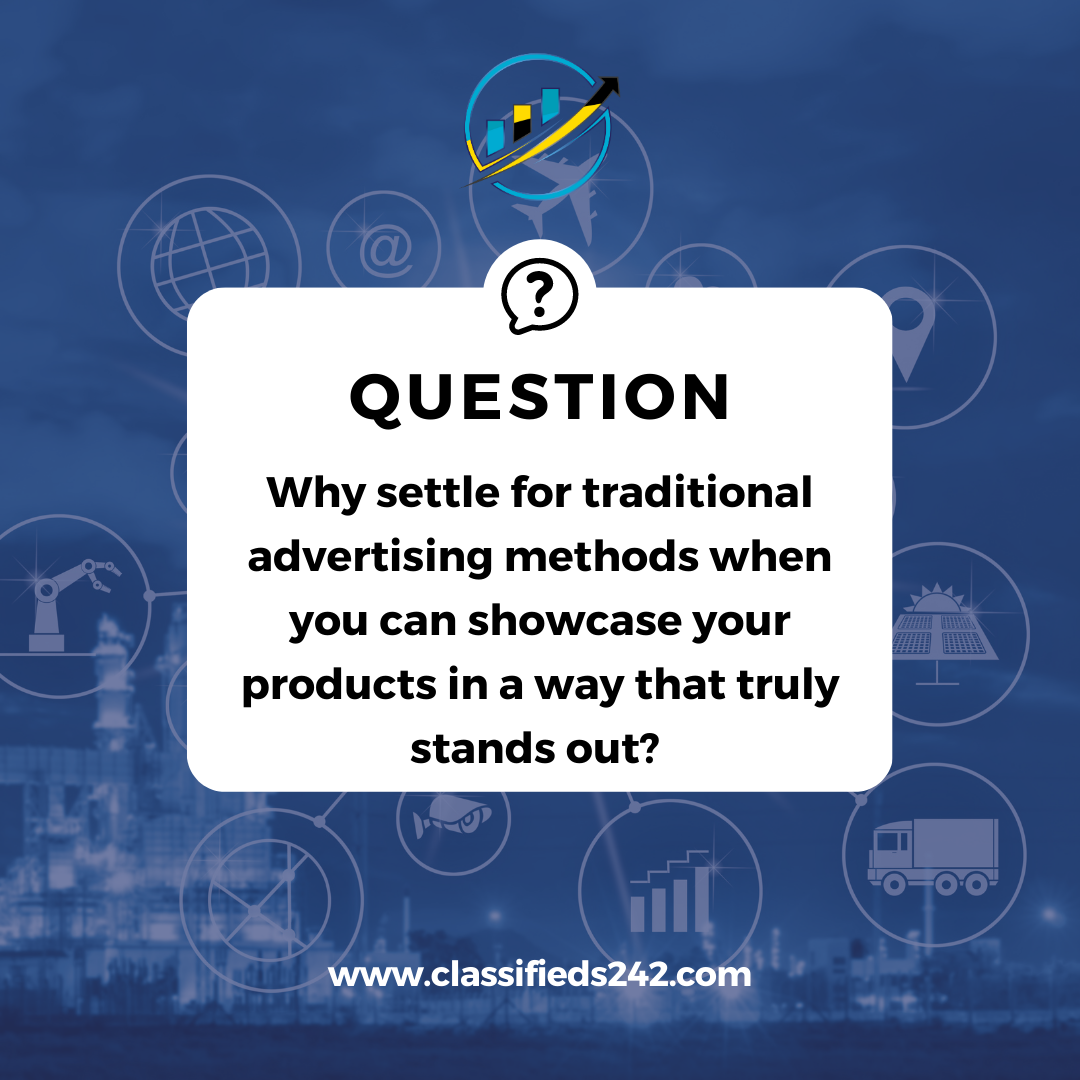 ?
QUESTION
Why settle for traditional
advertising methods when
you can showcase your
products in a way that truly
stands out?
@
www.classifieds242.com